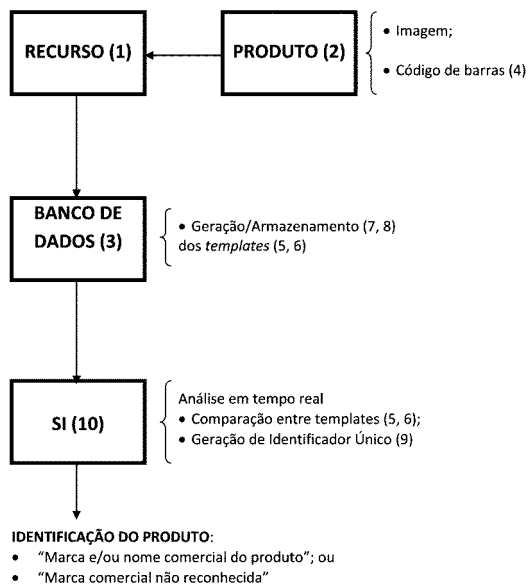 RECURSO (1)
PRODUTO (2)
• Imagem;
• Código de barras (4)
BANCO DE
DADOS (3)
• Geração/Armazenamento (7, 8)
dos templates (5, 6)
SI (10)
Análise em tempo real
• Comparação entre templates (5, 6);
• Geração de Identificador Único (9)
IDENTIFICAÇÃO DO PRODUTO:
• “Marca e/ou nome comercial do produto”; ou
• “Marca comercial não reconhecida”